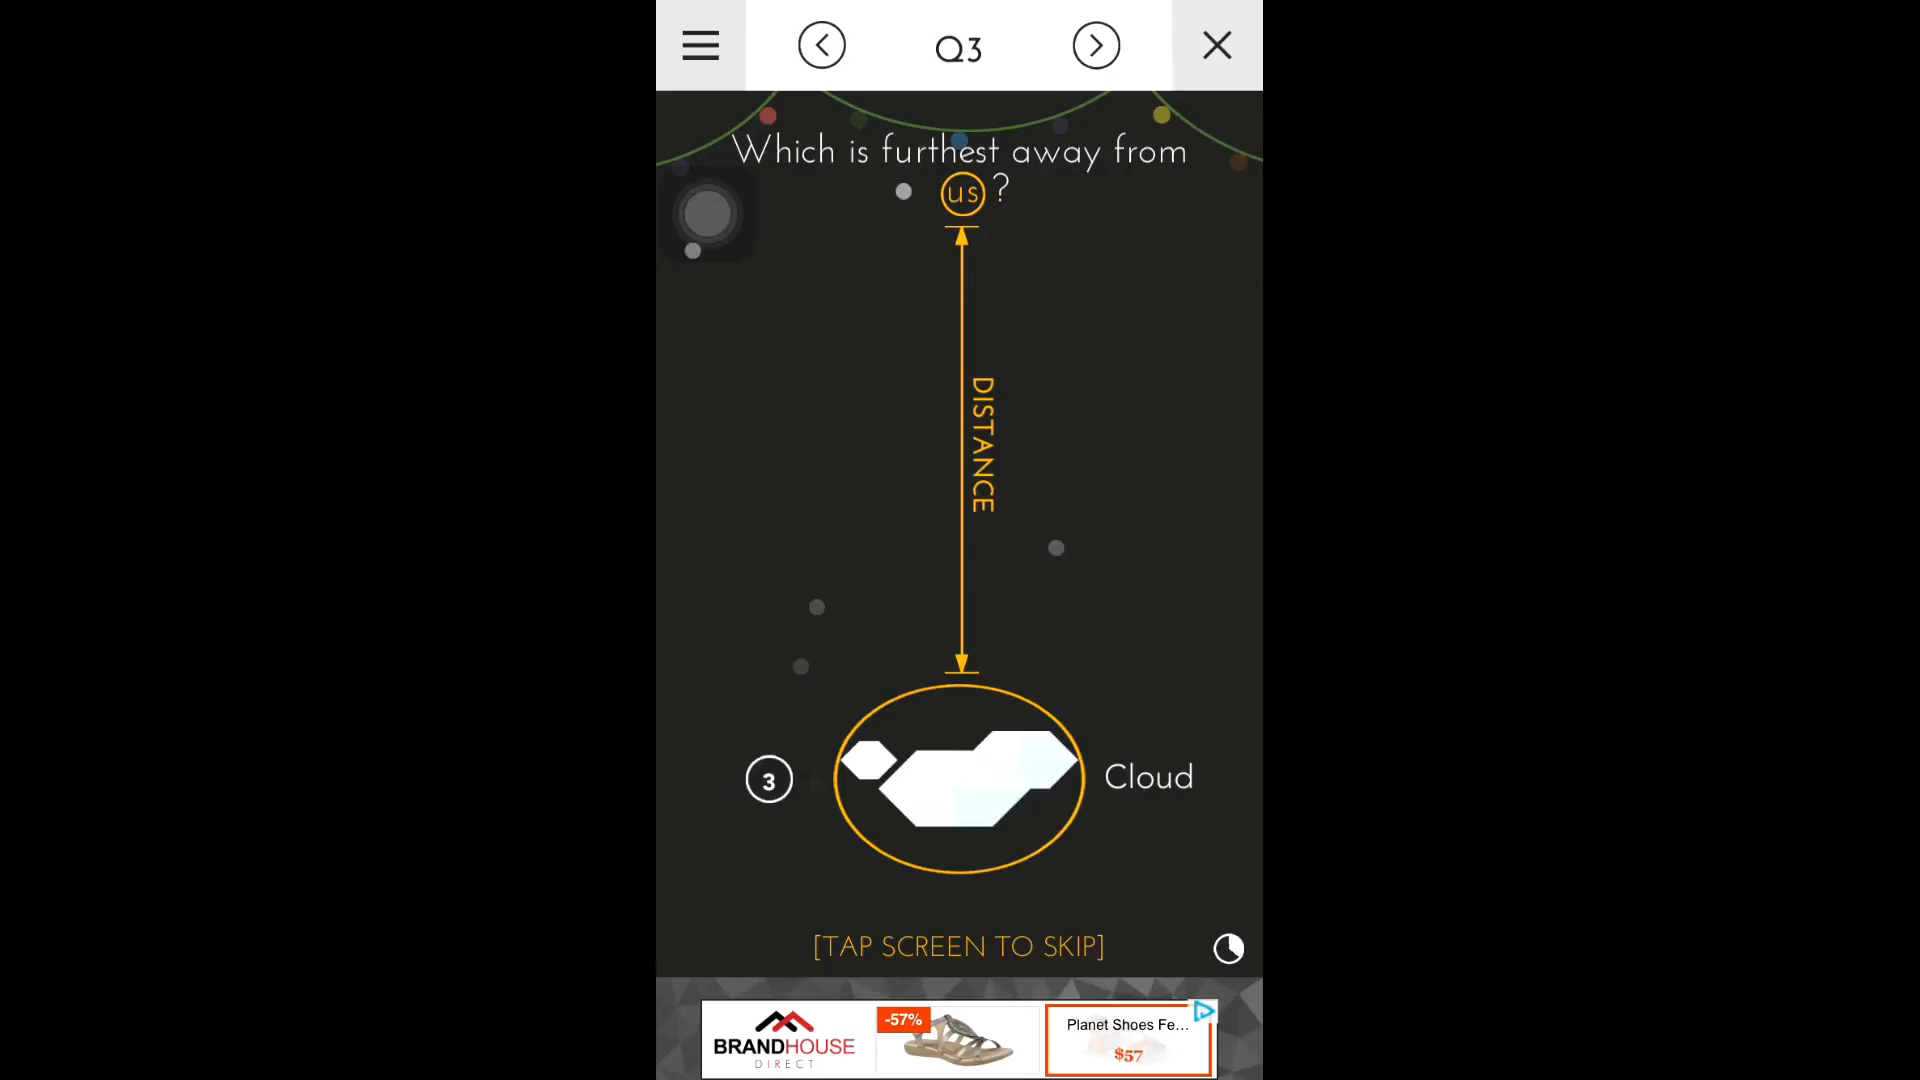 Q3
Which is furthest away from
us ?
DISTANCE
3
Cloud
[TAP SCREEN TO SKIP]
BRANDHOUSE
DIRECT
-57%
Planet Shoes Fe...
$57